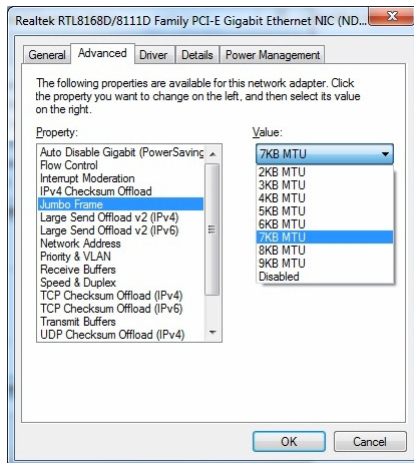 Realtek RTL8168D/8111D Family PCI-E Gigabit Ethernet NIC (ND...
General Advanced Driver Details Power Management
The following properties are available for this network adapter. Click
the property you want to change on the left, and then select its value
on the right.
Property:
Auto Disable Gigabit (PowerSaving
Flow Control
Interrupt Moderation
IPv4 Checksum Offload
Jumbo Frame
Large Send Offload v2 (IPv4)
Large Send Offload v2 (IPv6)
Network Address
Priority & VLAN
Receive Buffers
Speed & Duplex
TCP Checksum Offload (IPv4)
TCP Checksum Offload (IPv6)
Transmit Buffers
UDP Checksum Offload (IPv4)
Value:
7KB MTU
2KB MTU
3KB MTU
4KB MTU
5KB MTU
6KB MTU
7KB MTU
8KB MTU
9KB MTU
Disabled
OK Cancel